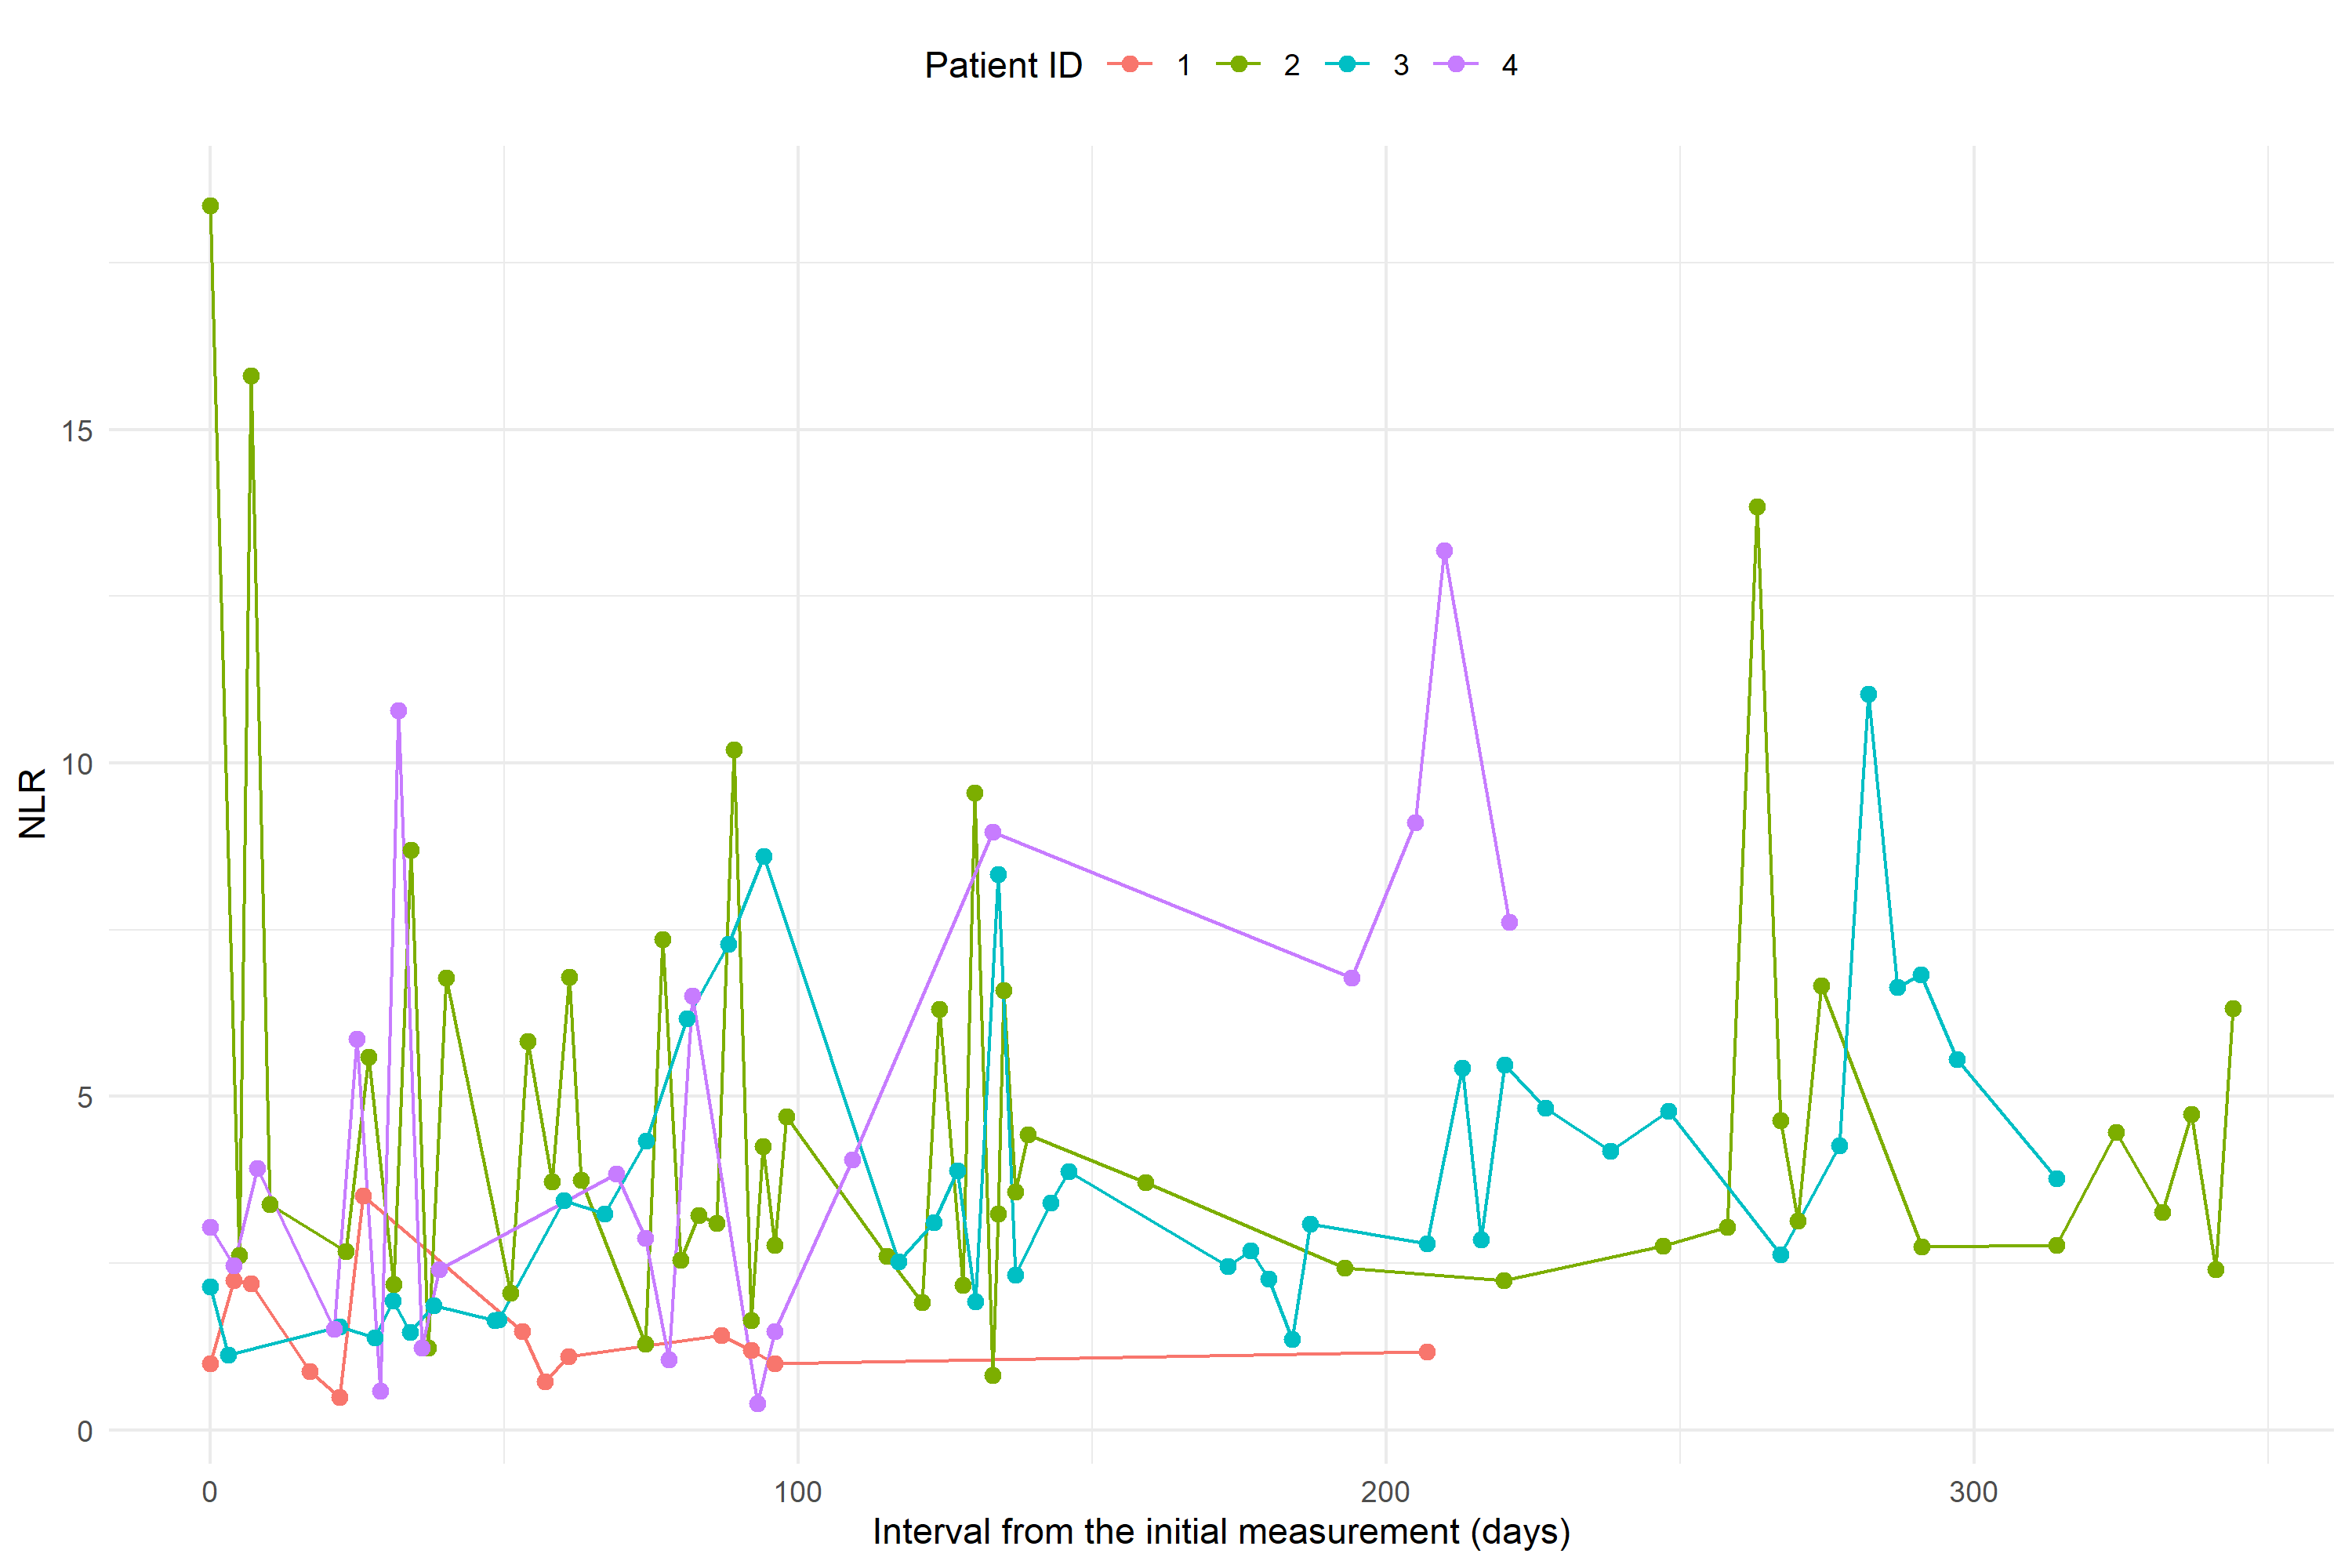 Patient ID 1 2 3 4
15
10
5
0
NLR
0 100 200 300
Interval from the initial measurement (days)